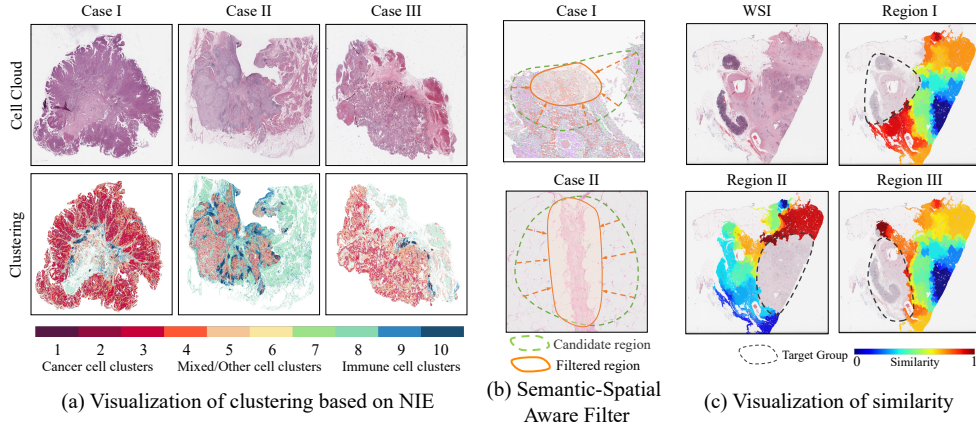 Case I
Case II
Case III
Cell Cloud
Clustering
1 2 3 4 5 6 7 8 9 10
Cancer cell clusters
Mixed/Other cell clusters
Immune cell clusters
(a) Visualization of clustering based on NIE
Case I
Case II
Candidate region
Filtered region
(b) Semantic-Spatial
Aware Filter
WSI
Region I
Region II
Region III
Target Group
0 Similarity 1
(c) Visualization of similarity